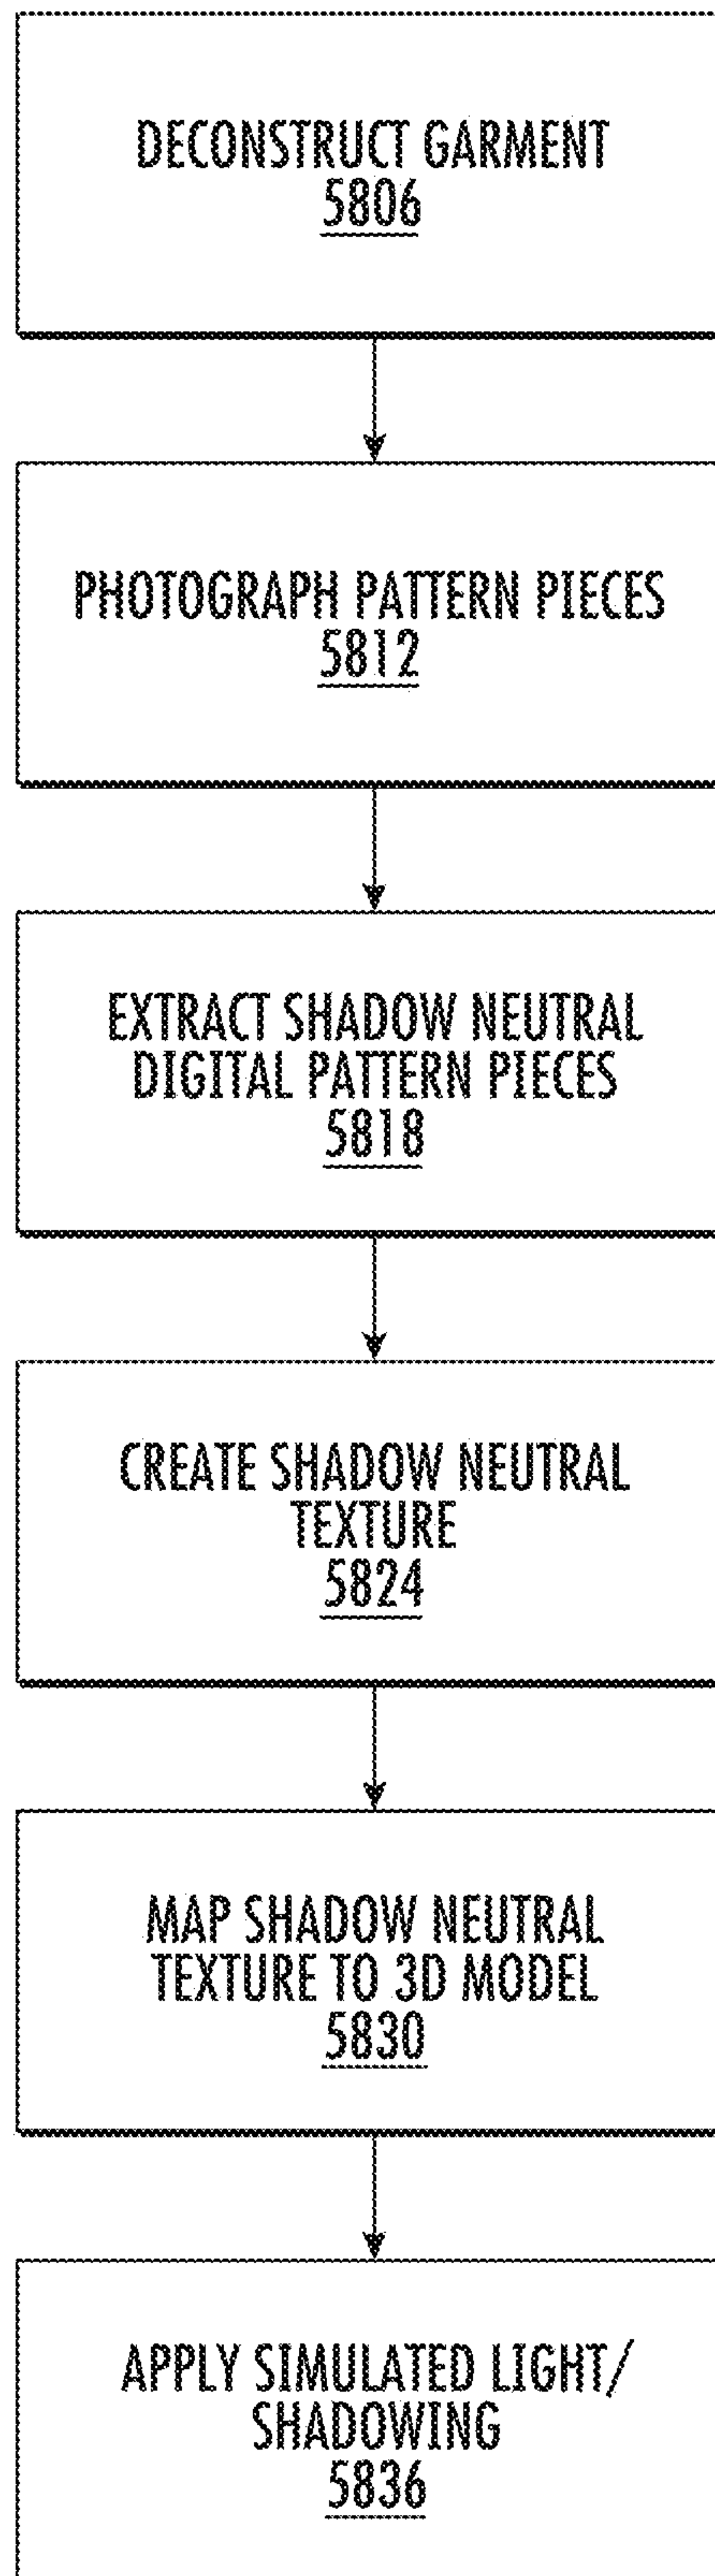 DECONSTRUCT GARMENT
5806
PHOTOGRAPH PATTERN PIECES
5812
EXTRACT SHADOW NEUTRAL
DIGITAL PATTERN PIECES
5818
CREATE SHADOW NEUTRAL
TEXTURE
5824
MAP SHADOW NEUTRAL
TEXTURE TO 3D MODEL
5830
APPLY SIMULATED LIGHT/
SHADOWING
5836